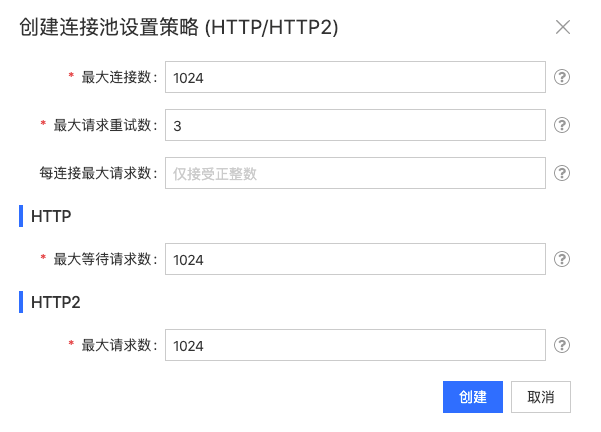 创建连接池设置策略 (HTTP/HTTP2)
* 最大连接数: 1024 ?
* 最大请求重试数: 3 ?
每连接最大请求数: 仅接受正整数 ?
HTTP
* 最大等待请求数: 1024 ?
HTTP2
* 最大请求数: 1024 ?
创建 取消